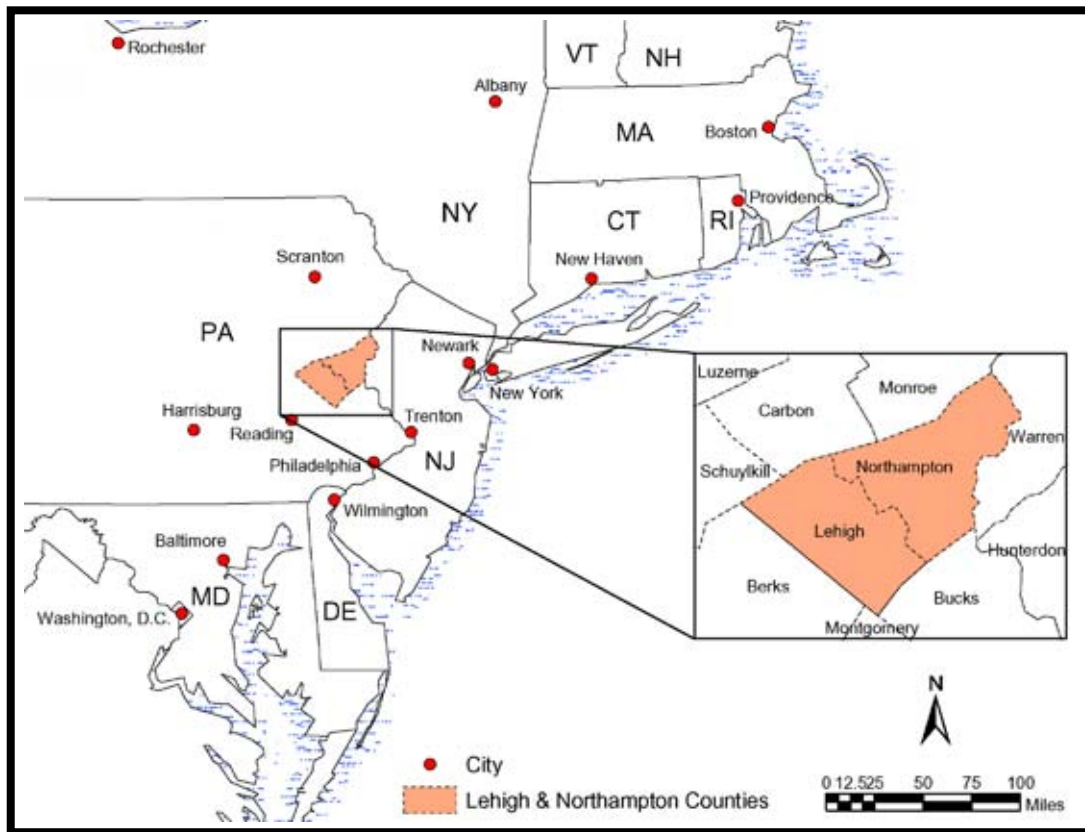 Rochester
VT
NH
Albany
MA
Boston
NY
Providence
CT
RI
Scranton
New Haven
PA
Newark
New York
Harrisburg
Reading
Trenton
Philadelphia
NJ
Wilmington
Baltimore
MD
Washington, D.C.
DE
Luzerne
Monroe
Carbon
Warren
Schuylkill
Northampton
Lehigh
Hunterdon
Berks
Bucks
Montgomery
N
City
Lehigh & Northampton Counties
0 12.525 50 75 100
Miles